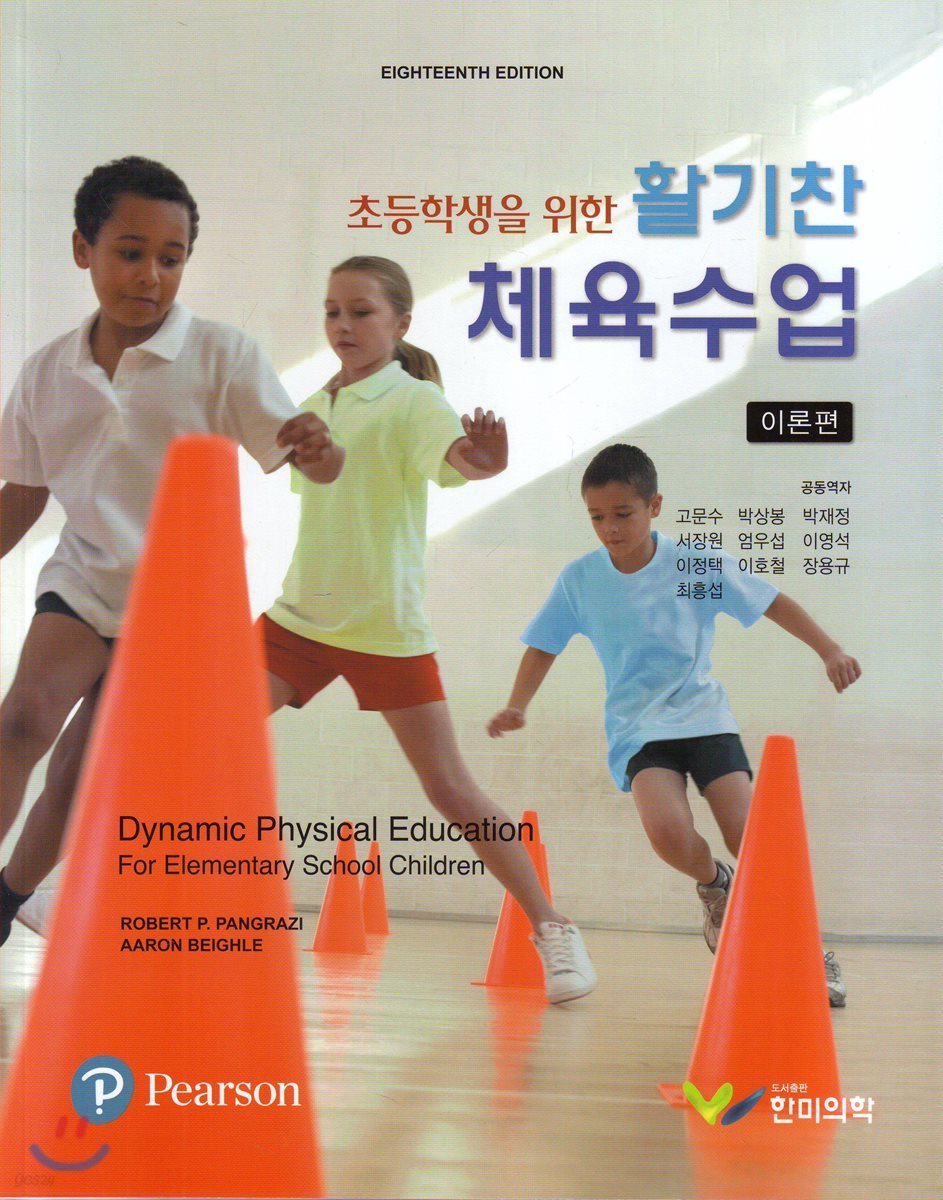 EIGHTEENTH EDITION
초등학생을 위한 활기찬
체육수업
이론편
공동역자
고문수 박상봉 박재정
서장원 엄우섭 이영석
이정택 이호철 장용규
최흥섭
Dynamic Physical Education
For Elementary School Children
ROBERT P. PANGRAZI
AARON BEIGHLE
P Pearson
도서출판
한미의학